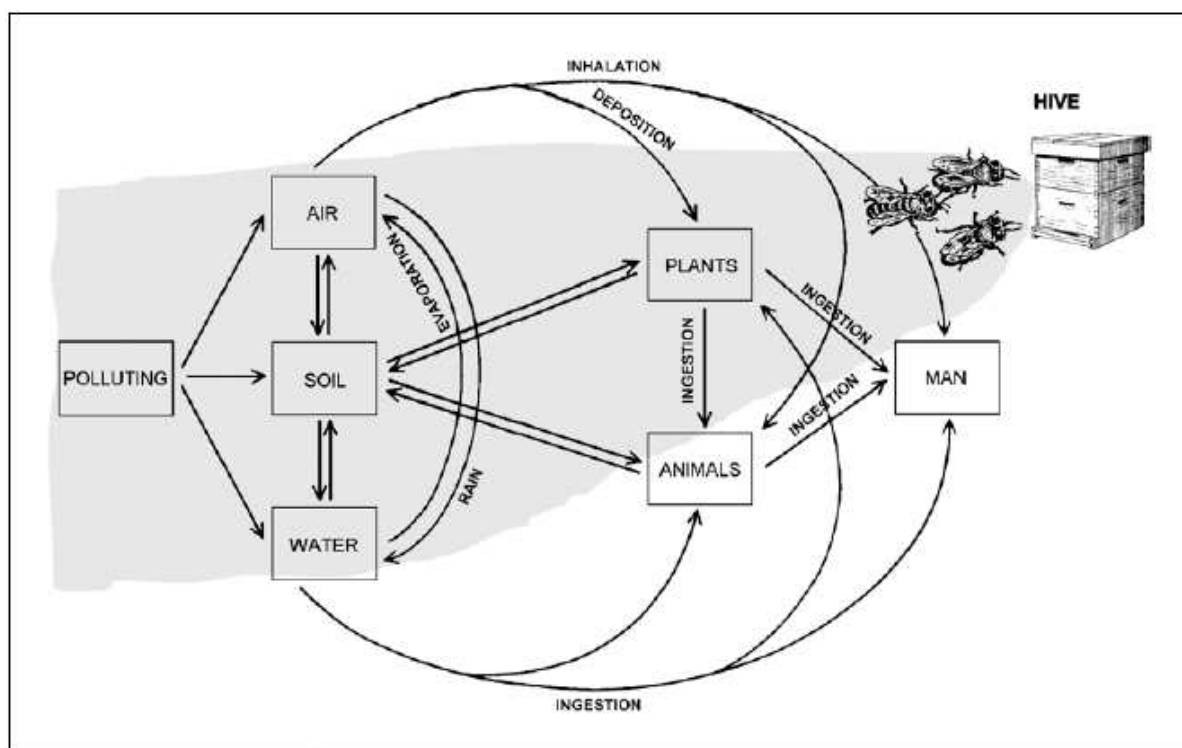 INHALATION
DEPOSITION
HIVE
AIR
EVAPORATION
PLANTS
INGESTION
INGESTION
POLLUTING
SOIL
MAN
INGESTION
ANIMALS
RAIN
WATER
INGESTION